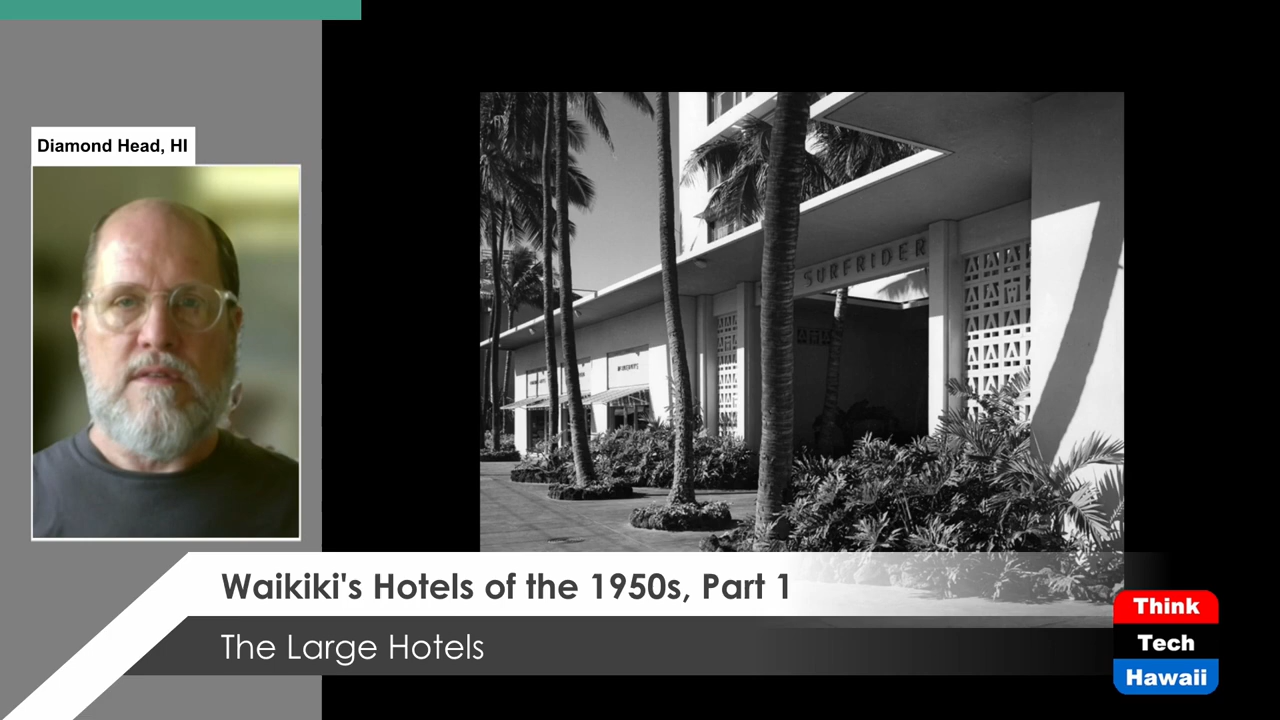 Diamond Head, HI
SURFRIDER
Waikiki's Hotels of the 1950s, Part 1
The Large Hotels
Think
Tech
Hawaii